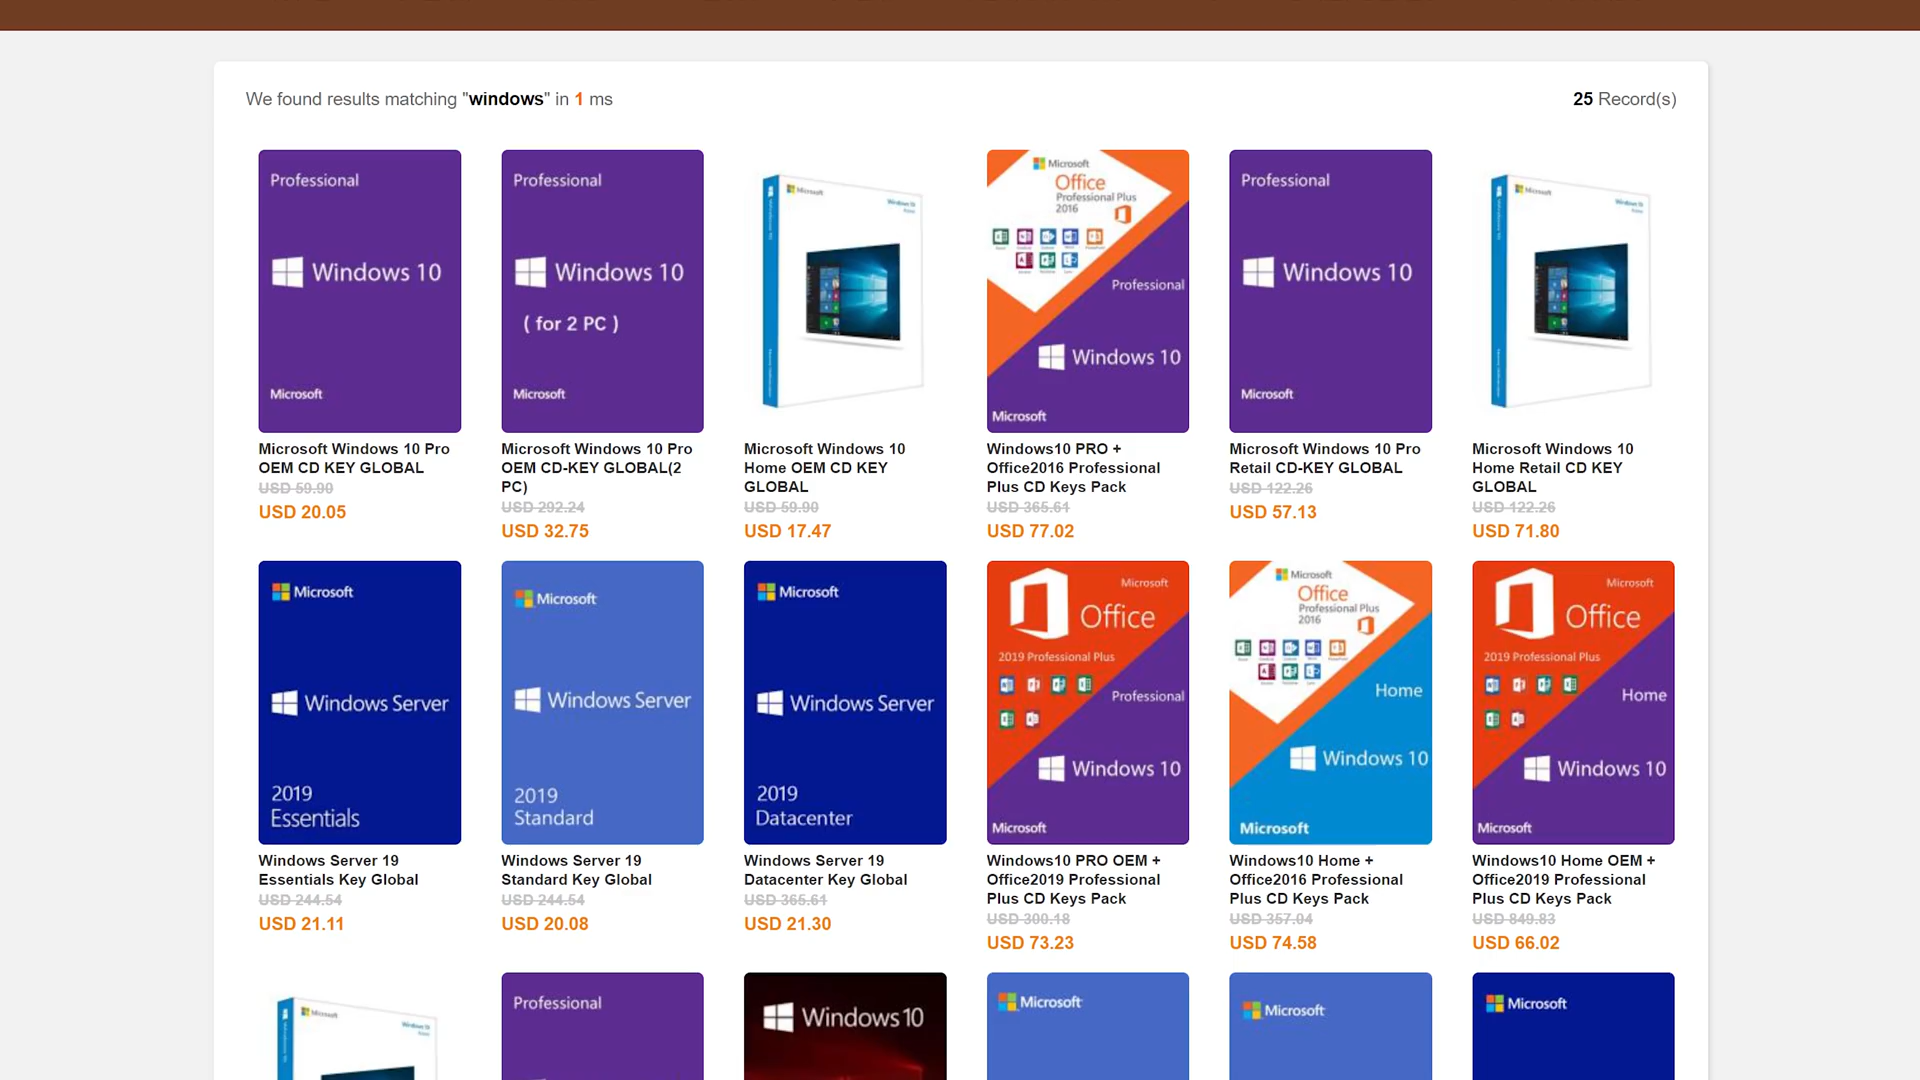 We found results matching "windows" in 1 ms
25 Record(s)
Professional
Windows 10
Microsoft
Professional
Windows 10
( for 2 PC )
Microsoft
Microsoft
Windows 10
Microsoft
Office
Professional Plus
2016
Professional
Windows 10
Microsoft
Professional
Windows 10
Microsoft
Microsoft
Windows 10
Microsoft Windows 10 Pro
OEM CD KEY GLOBAL
USD 59.90
USD 20.05
Microsoft Windows 10 Pro
OEM CD-KEY GLOBAL(2
PC)
USD 292.24
USD 32.75
Microsoft Windows 10
Home OEM CD KEY
GLOBAL
USD 59.90
USD 17.47
Windows10 PRO +
Office2016 Professional
Plus CD Keys Pack
USD 365.61
USD 77.02
Microsoft Windows 10 Pro
Retail CD-KEY GLOBAL
USD 122.26
USD 57.13
Microsoft Windows 10
Home Retail CD KEY
GLOBAL
USD 122.26
USD 71.80
Microsoft
Windows Server
2019
Essentials
Microsoft
Windows Server
2019
Standard
Microsoft
Windows Server
2019
Datacenter
Microsoft
Office
2019 Professional Plus
Professional
Windows 10
Microsoft
Microsoft
Office
Professional Plus
2016
Home
Windows 10
Microsoft
Microsoft
Office
2019 Professional Plus
Home
Windows 10
Microsoft
Windows Server 19
Essentials Key Global
USD 244.54
USD 21.11
Windows Server 19
Standard Key Global
USD 244.54
USD 20.08
Windows Server 19
Datacenter Key Global
USD 365.61
USD 21.30
Windows10 PRO OEM +
Office2019 Professional
Plus CD Keys Pack
USD 300.18
USD 73.23
Windows10 Home +
Office2016 Professional
Plus CD Keys Pack
USD 357.04
USD 74.58
Windows10 Home OEM +
Office2019 Professional
Plus CD Keys Pack
USD 849.83
USD 66.02
Microsoft
Windows 10
Professional
Windows 10
Microsoft
Microsoft
Microsoft